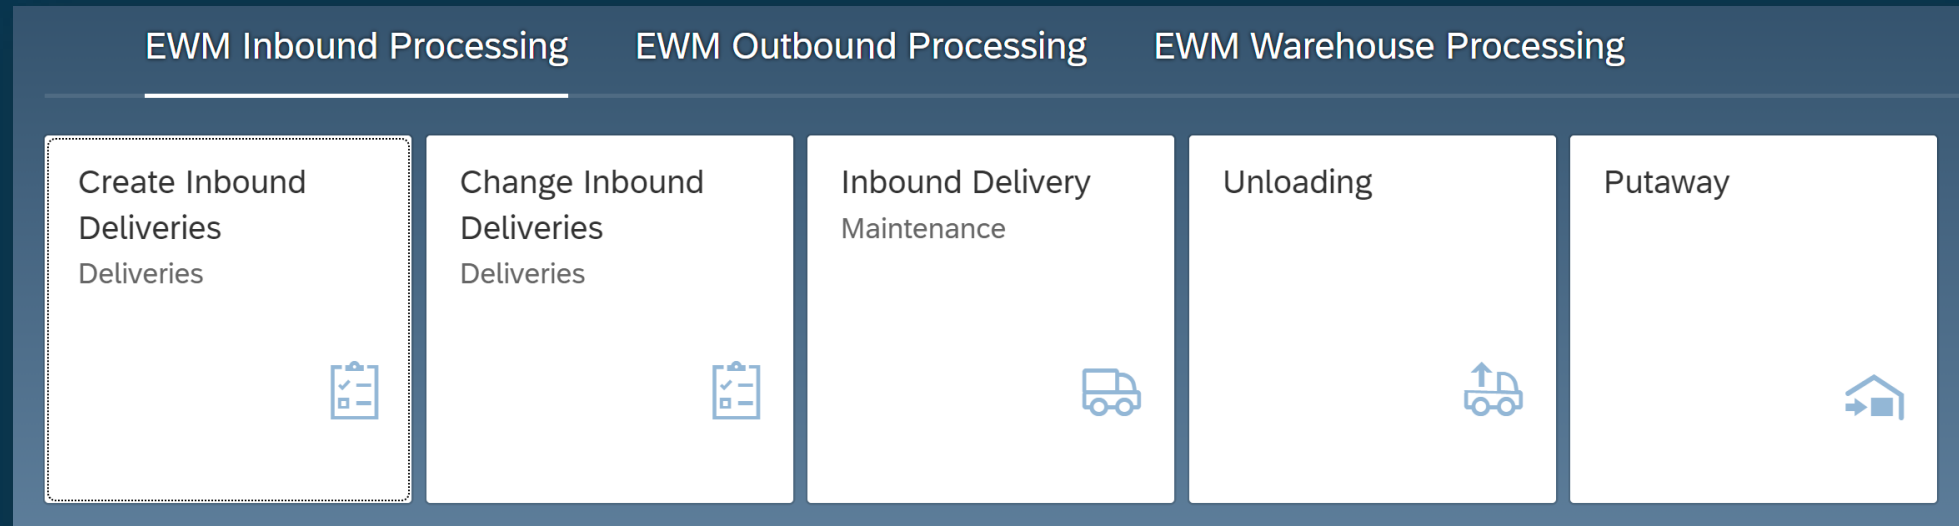 EWM Inbound Processing EWM Outbound Processing EWM Warehouse Processing
Create Inbound
Deliveries
Deliveries
Change Inbound
Deliveries
Deliveries
Inbound Delivery
Maintenance
Unloading
Putaway